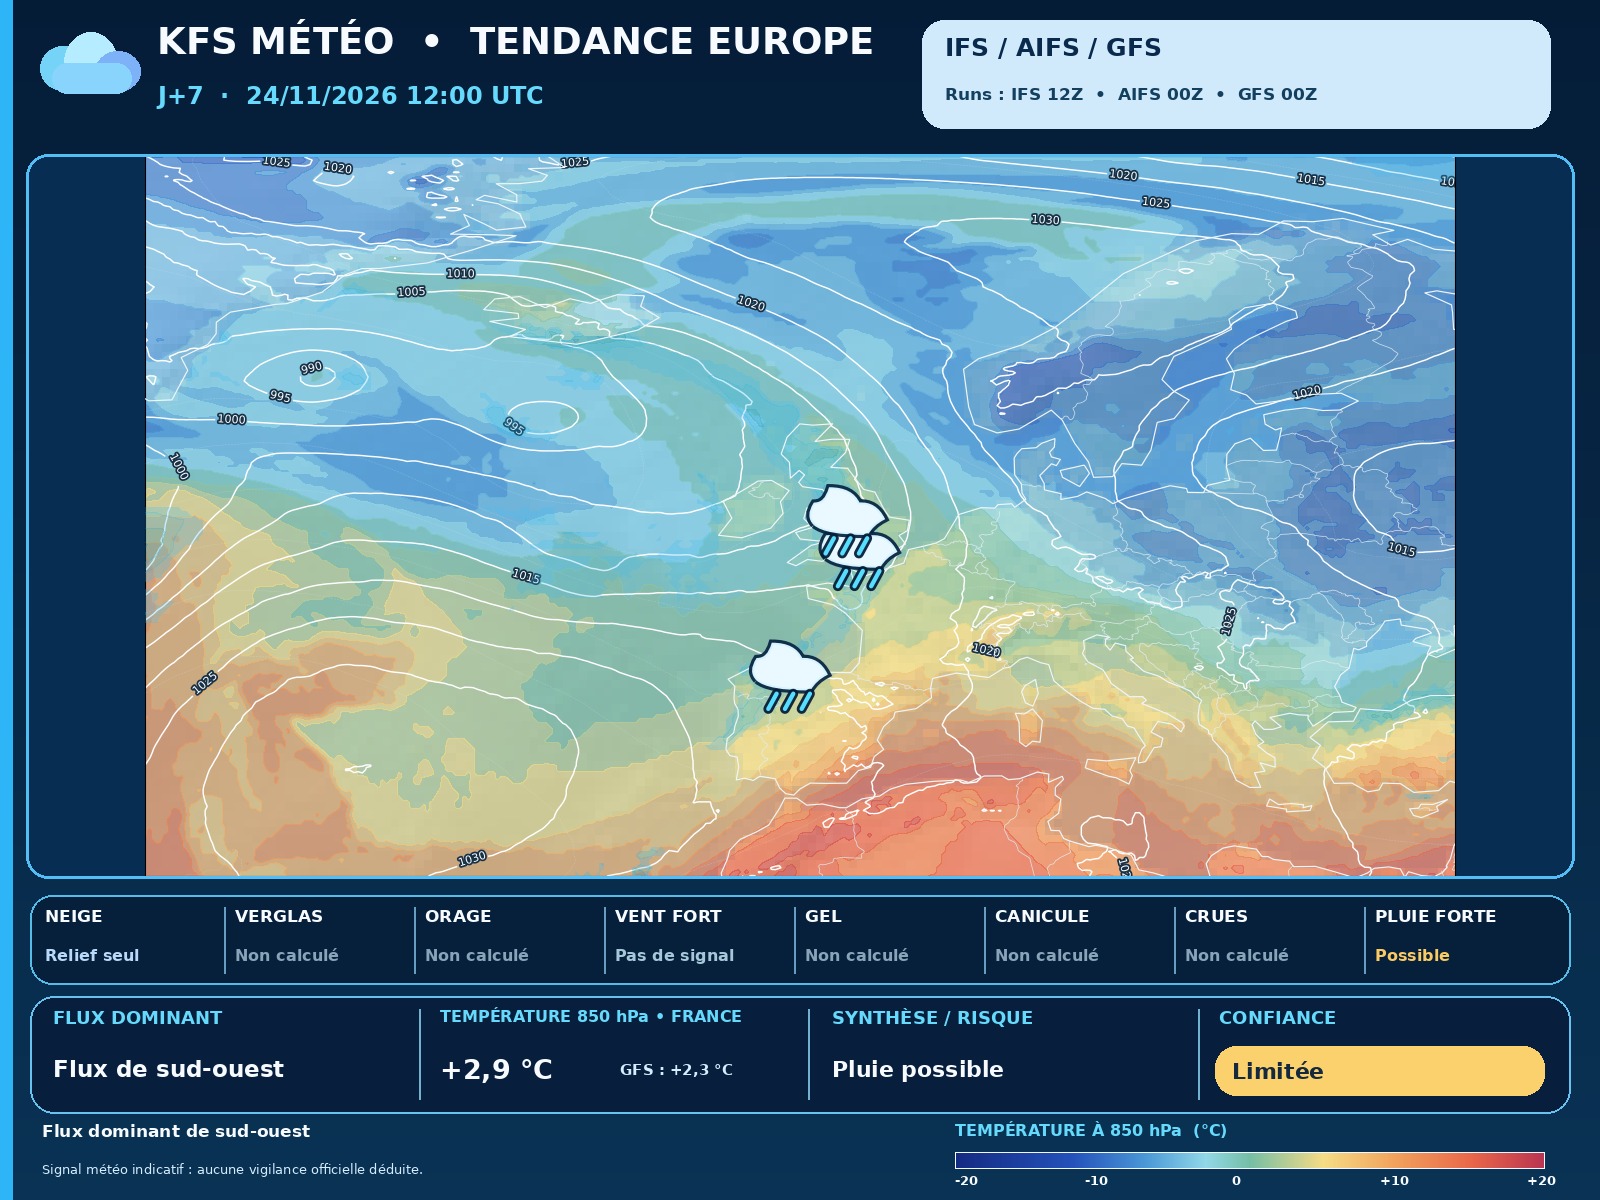 KFS MÉTÉO • TENDANCE EUROPE
J+7 · 24/11/2026 12:00 UTC
IFS / AIFS / GFS
Runs : IFS 12Z • AIFS 00Z • GFS 00Z
1025
1020
1025
1020
1015
10
1025
1030
1010
1005
1020
990
995
1000
995
1020
1000
1015
1015
1025
1020
1025
1030
NEIGE
Relief seul
VERGLAS
Non calculé
ORAGE
Non calculé
VENT FORT
Pas de signal
GEL
Non calculé
CANICULE
Non calculé
CRUES
Non calculé
PLUIE FORTE
Possible
FLUX DOMINANT
Flux de sud-ouest
TEMPÉRATURE 850 hPa • FRANCE
+2,9 °C
GFS : +2,3 °C
SYNTHÈSE / RISQUE
Pluie possible
CONFIANCE
Limitée
Flux dominant de sud-ouest
Signal météo indicatif : aucune vigilance officielle déduite.
TEMPÉRATURE À 850 hPa (°C)
-20 -10 0 +10 +20